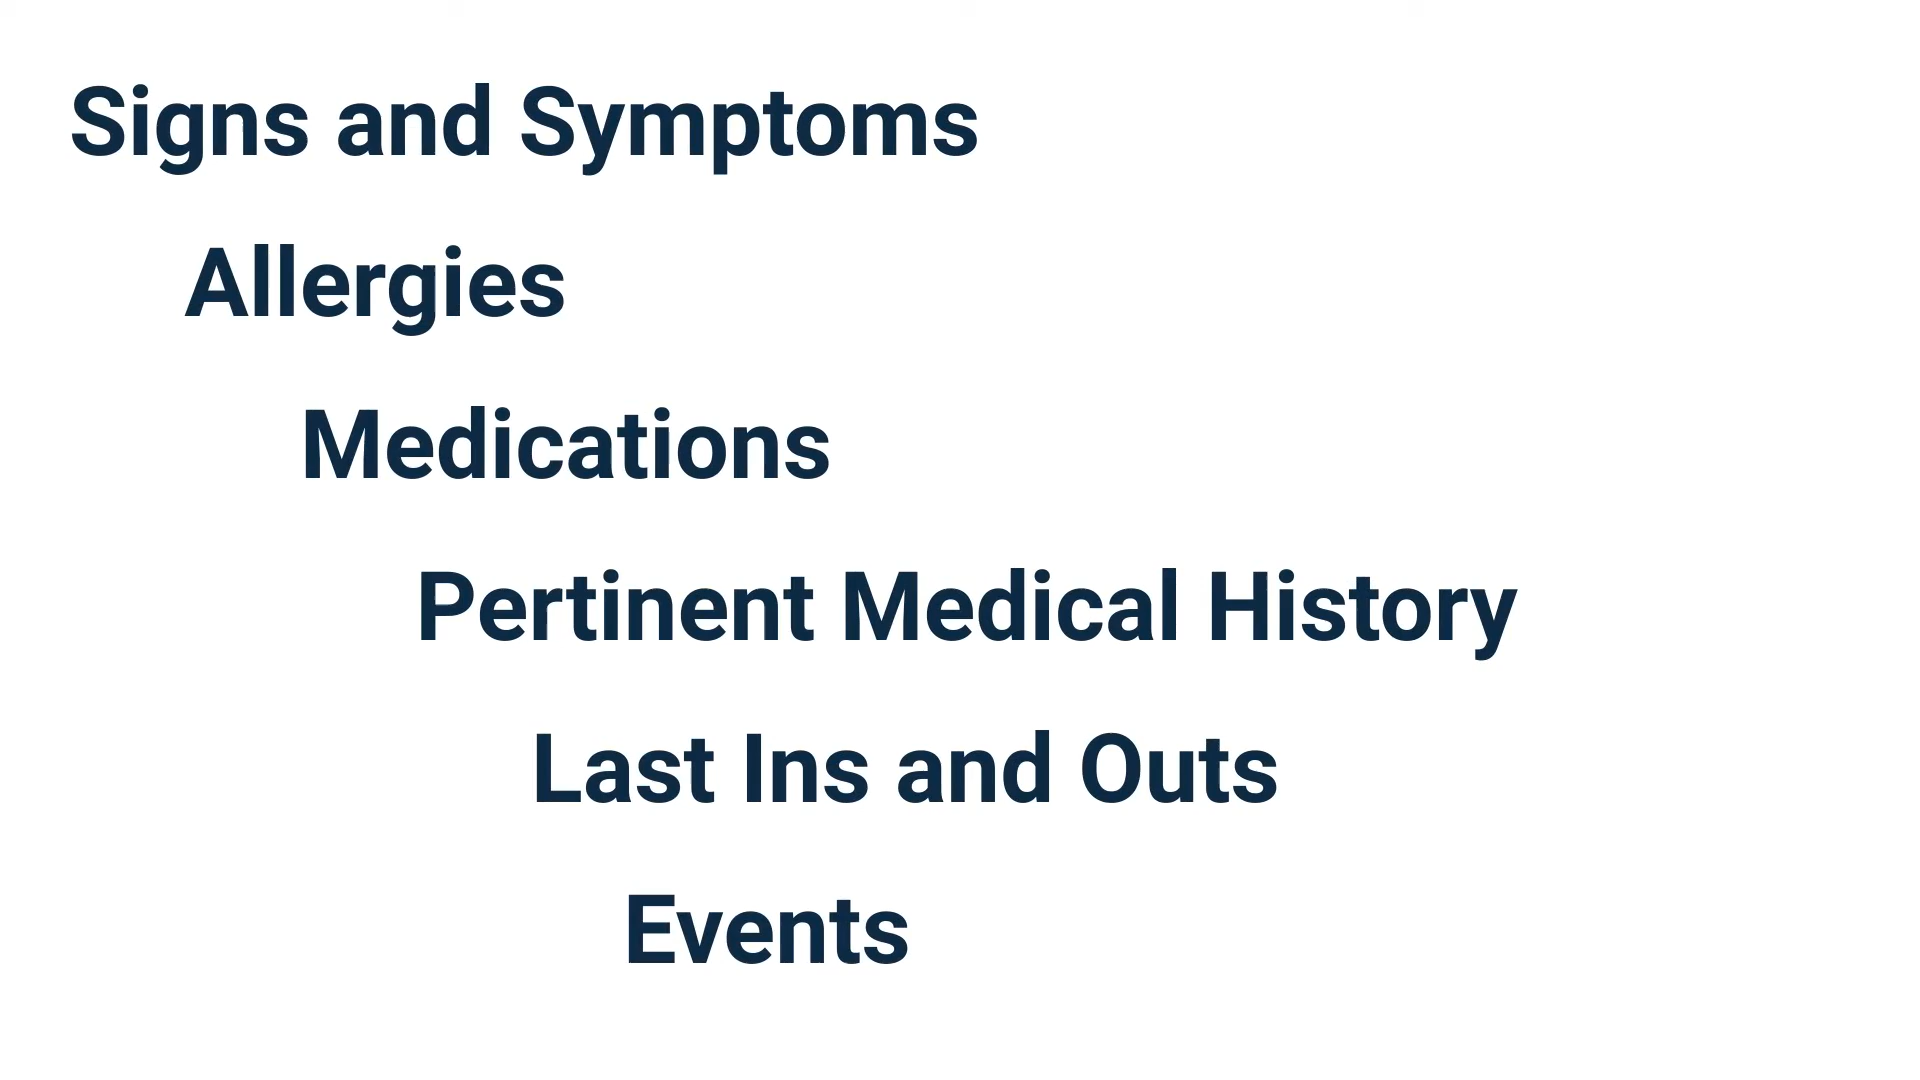 Signs and Symptoms
Allergies
Medications
Pertinent Medical History
Last Ins and Outs
Events